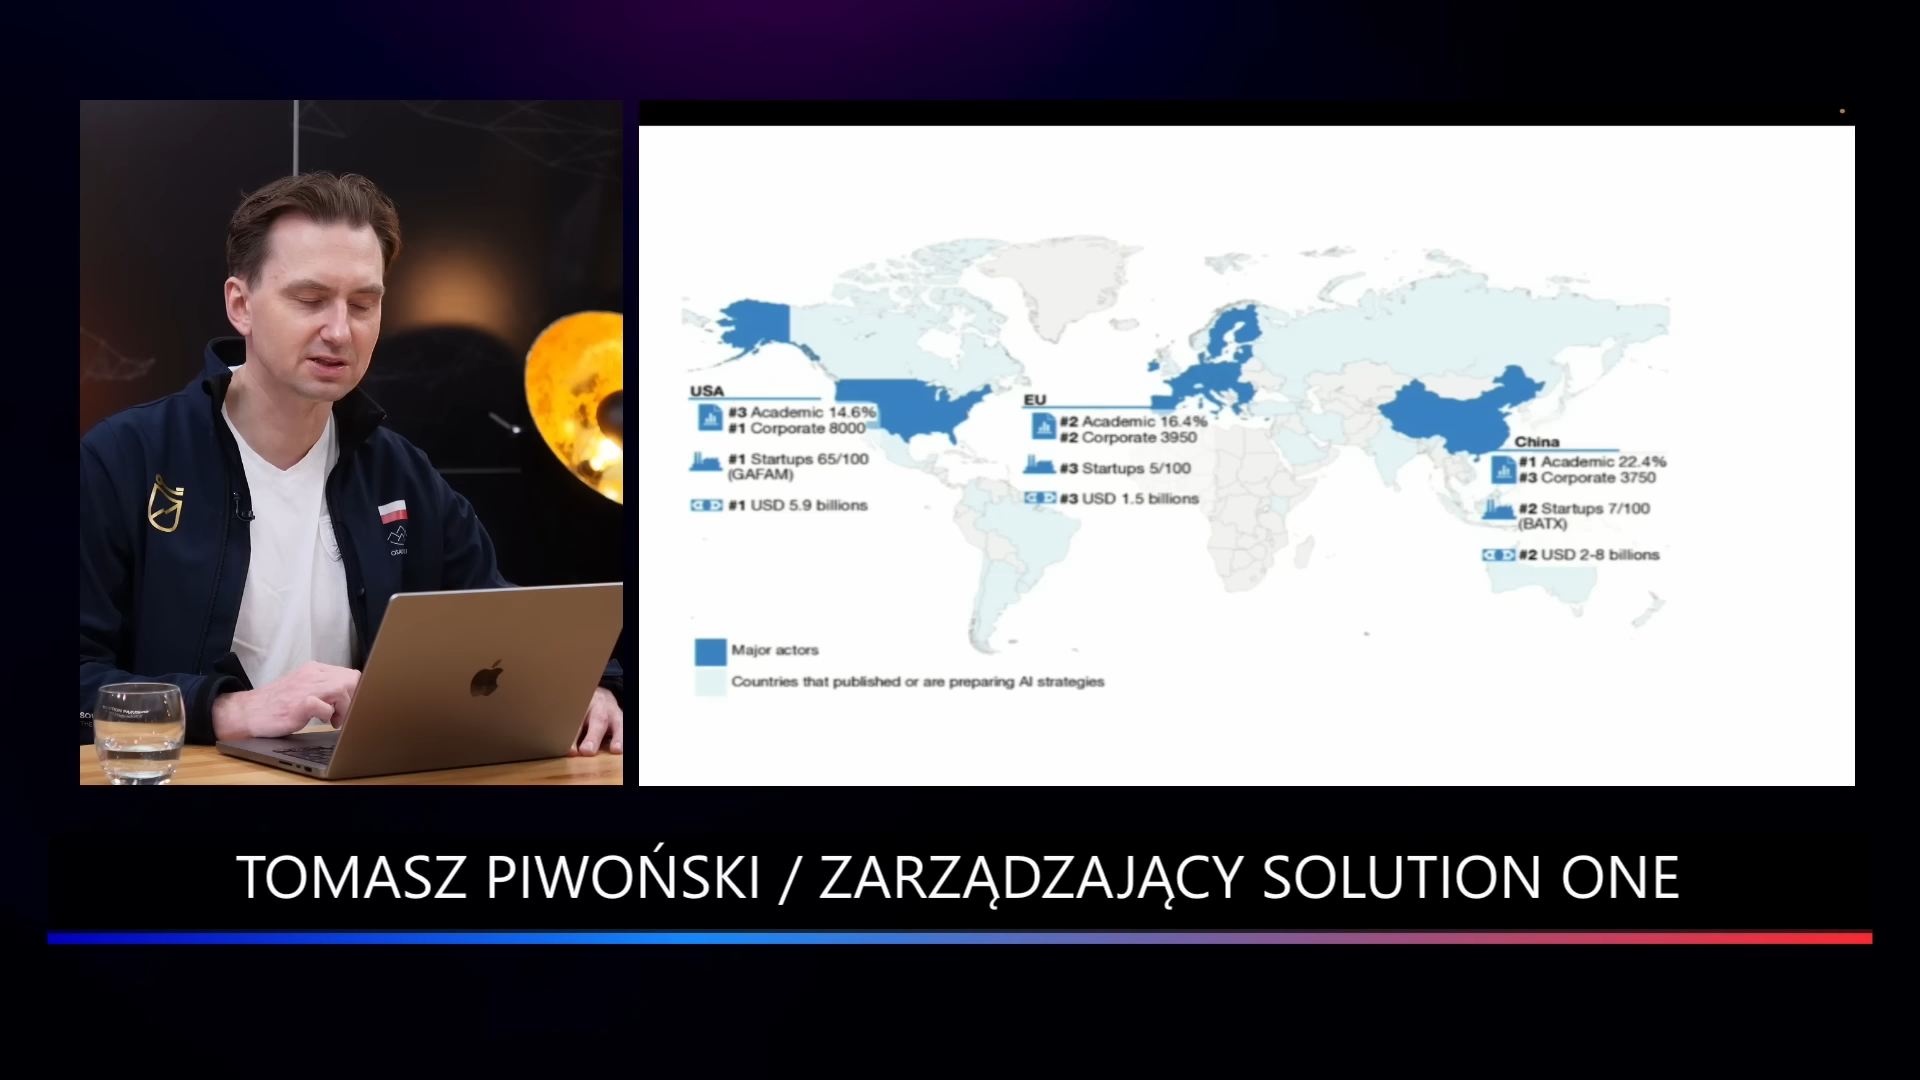 USA
#3 Academic 14.6%
#1 Corporate 8000
#1 Startups 65/100
(GAFAM)
#1 USD 5.9 billions
EU
#2 Academic 16.4%
#2 Corporate 3950
#3 Startups 5/100
#3 USD 1.5 billions
China
#1 Academic 22.4%
#3 Corporate 3750
#2 Startups 7/100
(BATX)
#2 USD 2-8 billions
Major actors
Countries that published or are preparing AI strategies
TOMASZ PIWOŃSKI / ZARZĄDZAJĄCY SOLUTION ONE